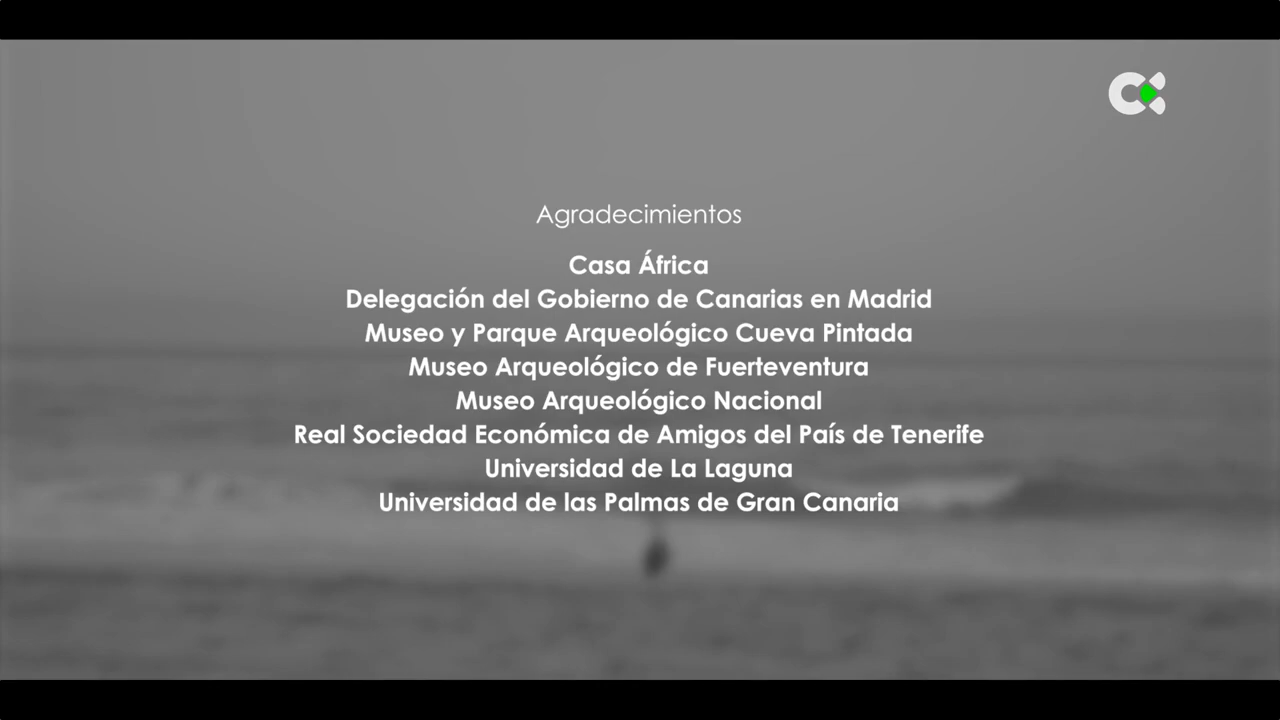 Agradecimientos
Casa África
Delegación del Gobierno de Canarias en Madrid
Museo y Parque Arqueológico Cueva Pintada
Museo Arqueológico de Fuerteventura
Museo Arqueológico Nacional
Real Sociedad Económica de Amigos del País de Tenerife
Universidad de La Laguna
Universidad de las Palmas de Gran Canaria